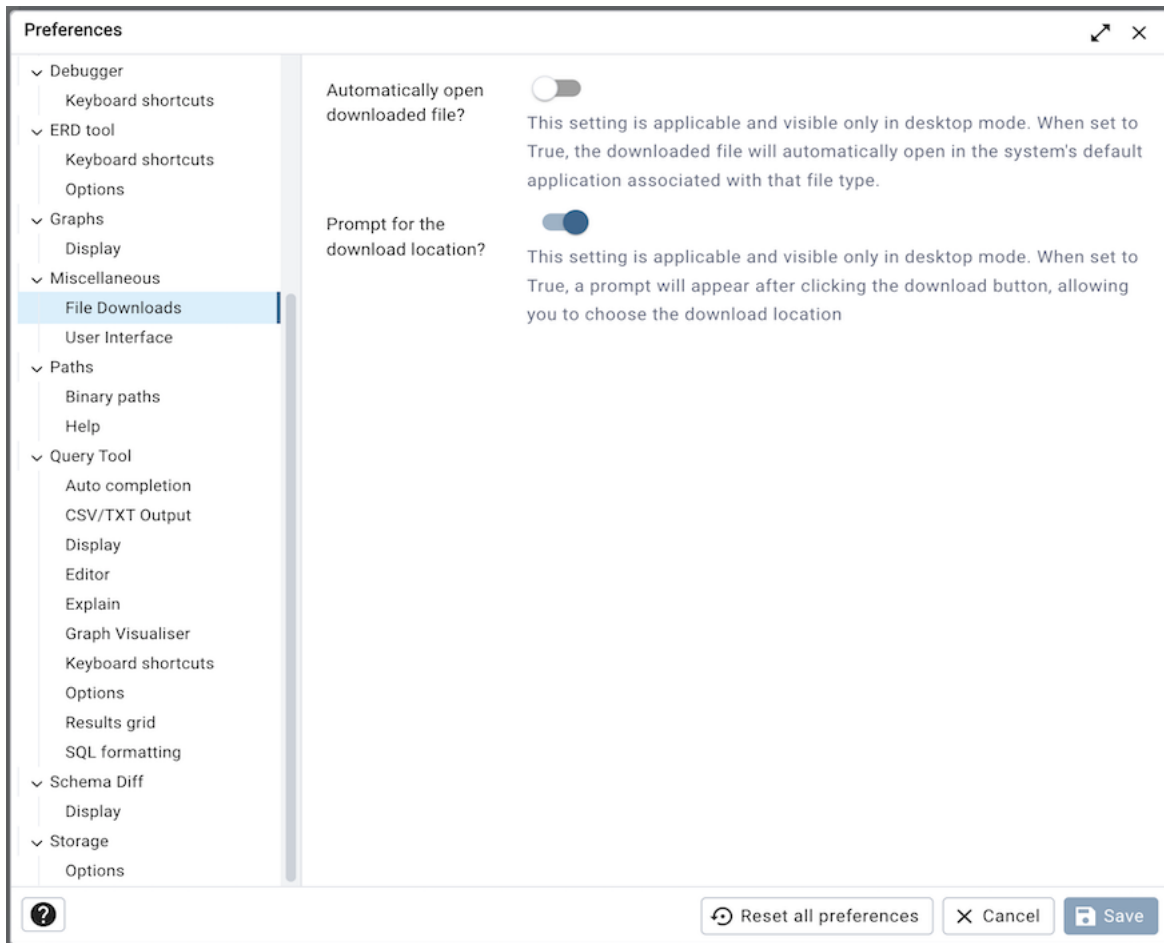 Preferences
Debugger
Keyboard shortcuts
ERD tool
Keyboard shortcuts
Options
Graphs
Display
Miscellaneous
File Downloads
User Interface
Paths
Binary paths
Help
Query Tool
Auto completion
CSV/TXT Output
Display
Editor
Explain
Graph Visualiser
Keyboard shortcuts
Options
Results grid
SQL formatting
Schema Diff
Display
Storage
Options
Automatically open
downloaded file?
This setting is applicable and visible only in desktop mode. When set to
True, the downloaded file will automatically open in the system's default
application associated with that file type.
Prompt for the
download location?
This setting is applicable and visible only in desktop mode. When set to
True, a prompt will appear after clicking the download button, allowing
you to choose the download location
?
Reset all preferences
Cancel
Save